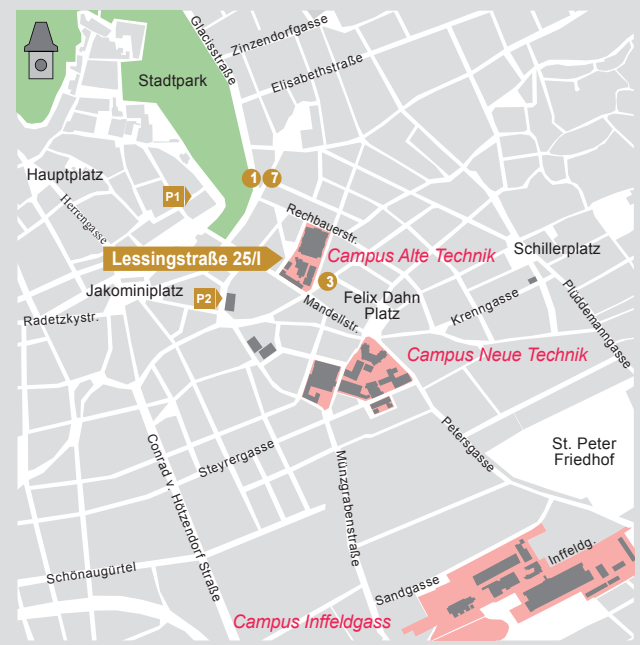 Glacisstraße
Zinzendorfgasse
Elisabethstraße
Stadtpark
Hauptplatz
Herrengasse
P1
1
7
Rechbauerstr.
Lessingstraße 25/I
Campus Alte Technik
Schillerplatz
Jakominiplatz
P2
3
Felix Dahn
Platz
Mandellstr.
Krenngasse
Plüddemanngasse
Radetzkystr.
Campus Neue Technik
Petersgasse
St. Peter
Friedhof
Steyrergasse
Münzgrabenstraße
Conrad v. Hötzendorf Straße
Schönaugürtel
Sandgasse
Inffeldg.
Campus Inffeldgass